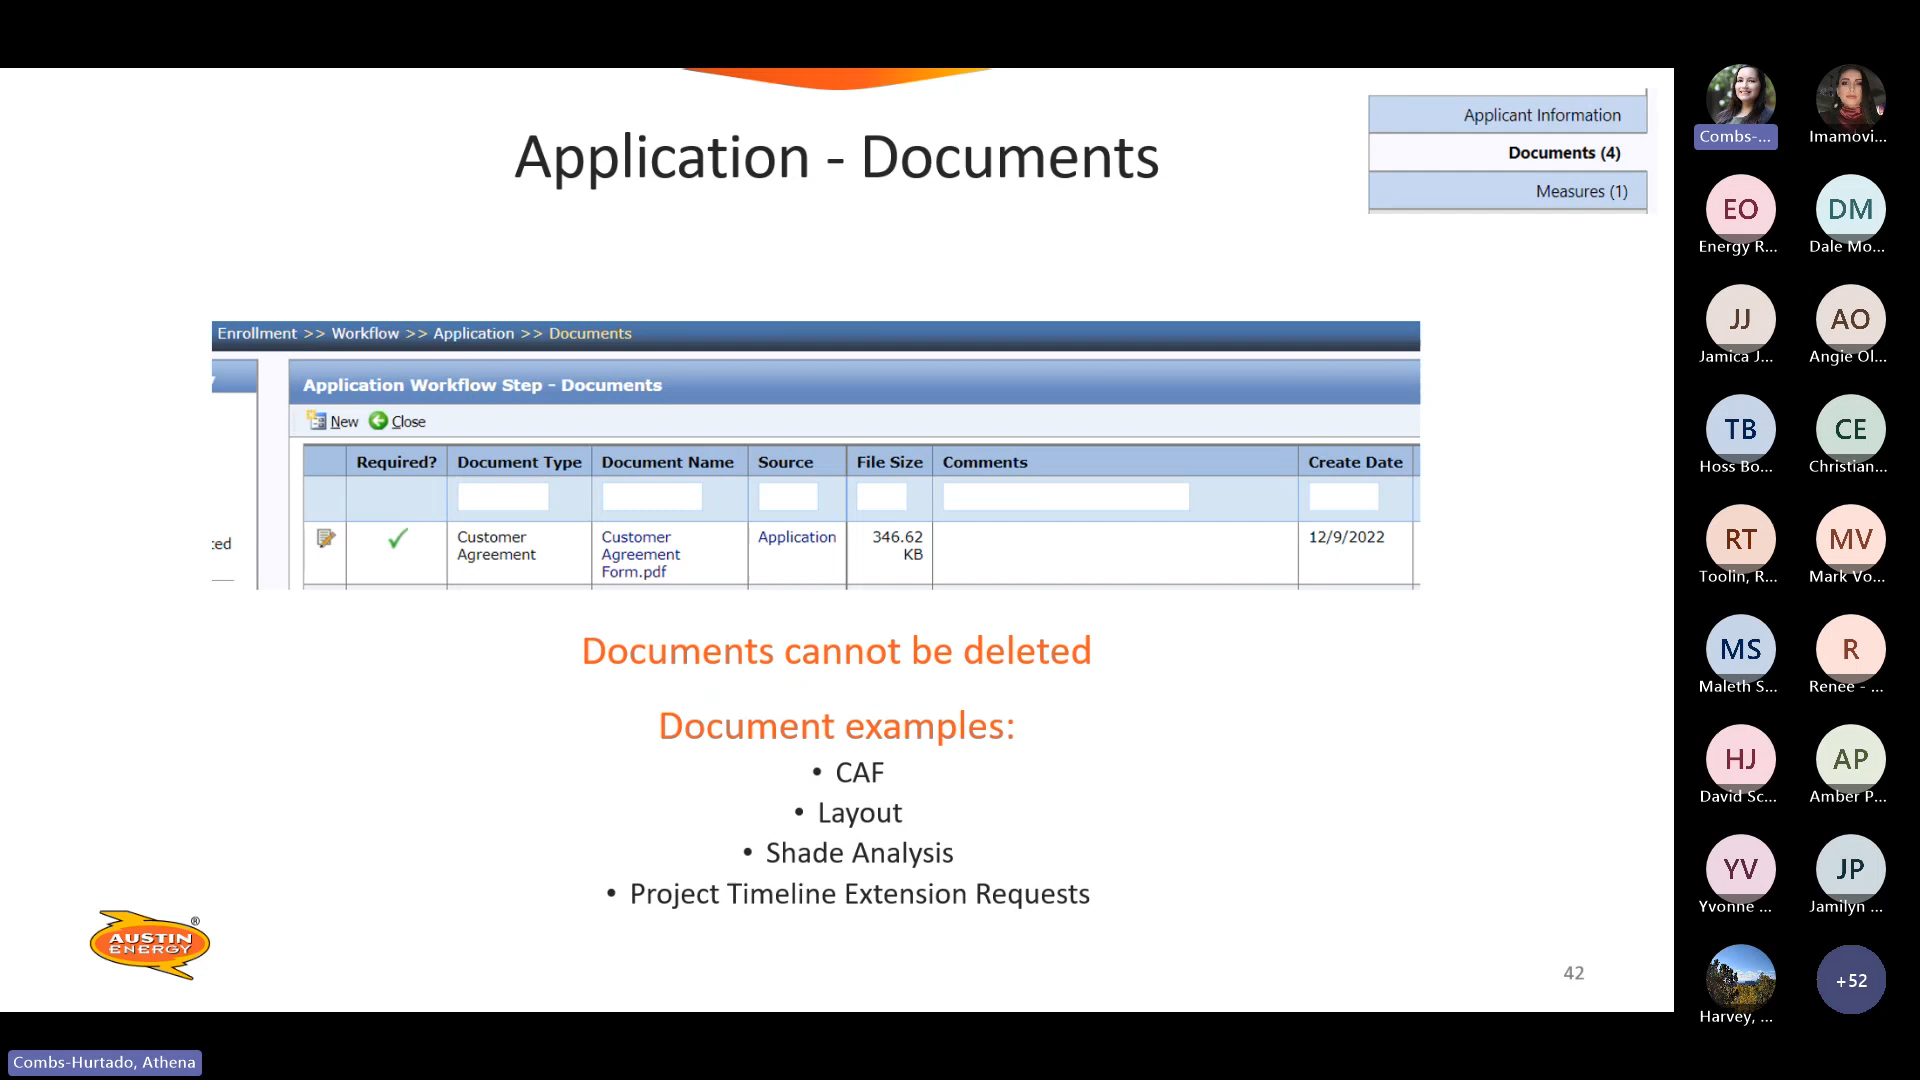 Application - Documents
Applicant Information
Documents (4)
Measures (1)
Enrollment >> Workflow >> Application >> Documents
Application Workflow Step - Documents
New Close
Required? Document Type Document Name Source File Size Comments Create Date
Customer Agreement
Customer Agreement Form.pdf
Application
346.62 KB
12/9/2022
Documents cannot be deleted
Document examples:
• CAF
• Layout
• Shade Analysis
• Project Timeline Extension Requests
AUSTIN
ENERGY
®
42
Combs-...
Imamovi...
EO
Energy R...
DM
Dale Mo...
JJ
Jamica J...
AO
Angie Ol...
TB
Hoss Bo...
CE
Christian...
RT
Toolin, R...
MV
Mark Vo...
MS
Maleth S...
R
Renee - ...
HJ
David Sc...
AP
Amber P...
YV
Yvonne ...
JP
Jamilyn ...
Harvey, ...
+52
Combs-Hurtado, Athena